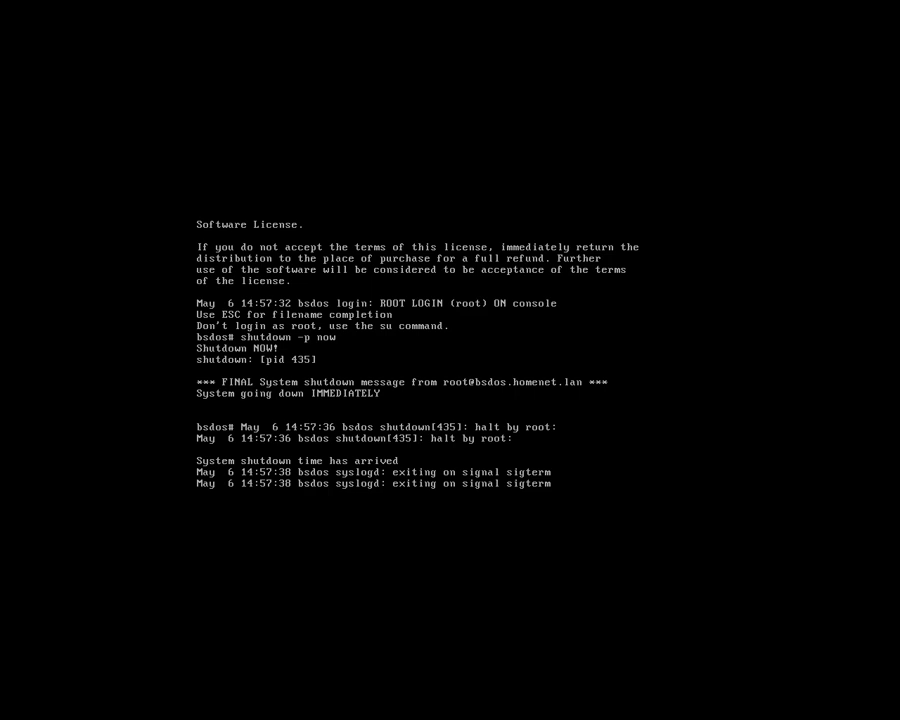 Software License.
If you do not accept the terms of this license, immediately return the
distribution to the place of purchase for a full refund. Further
use of the software will be considered to be acceptance of the terms
of the license.
May  6 14:57:32 bsdos login: ROOT LOGIN (root) ON console
Use ESC for filename completion
Don't login as root, use the su command.
bsdos# shutdown -p now
Shutdown NOW!
shutdown: [pid 435]
*** FINAL System shutdown message from root@bsdos.homenet.lan ***
System going down IMMEDIATELY
bsdos# May  6 14:57:36 bsdos shutdown[435]: halt by root:
May  6 14:57:36 bsdos shutdown[435]: halt by root:
System shutdown time has arrived
May  6 14:57:38 bsdos syslogd: exiting on signal sigterm
May  6 14:57:38 bsdos syslogd: exiting on signal sigterm